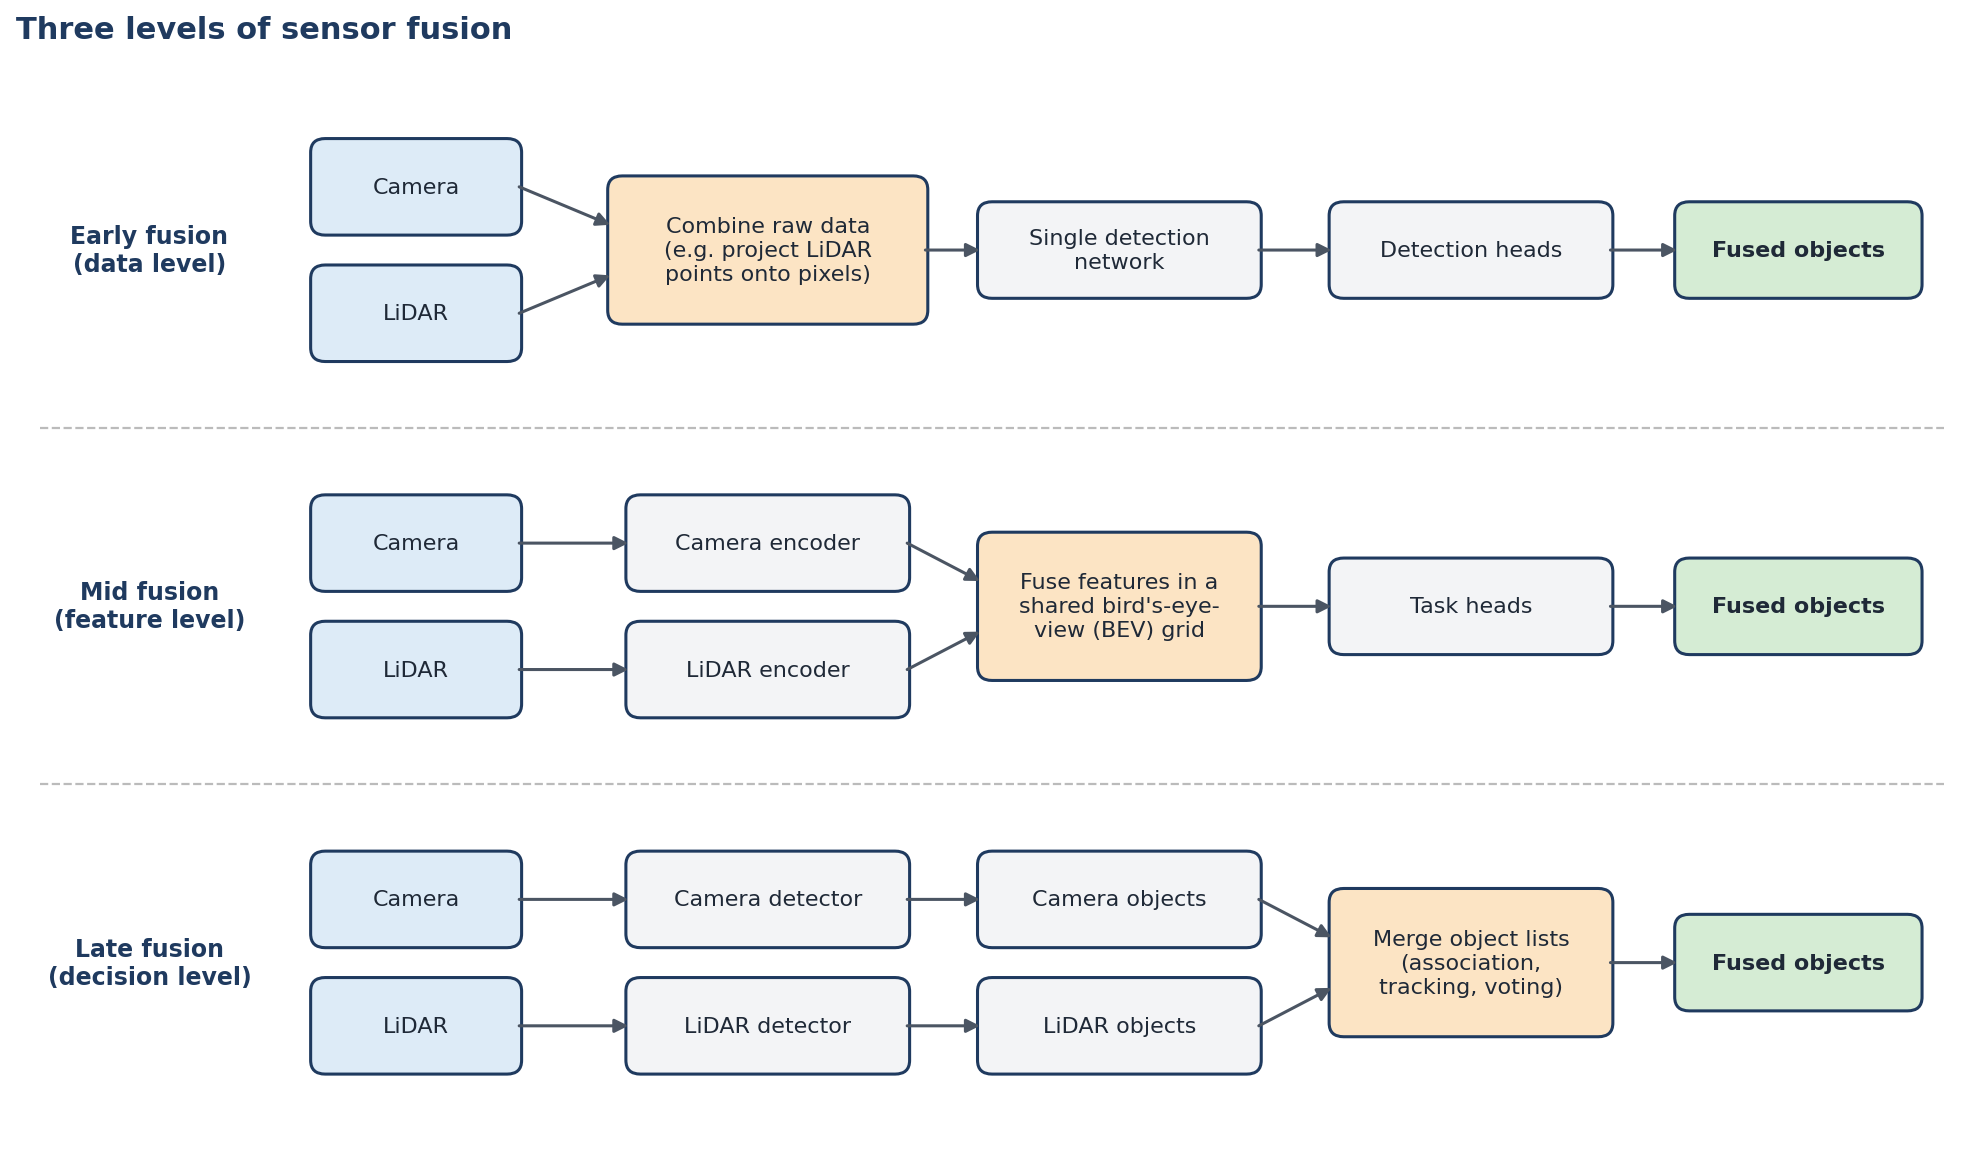 Three levels of sensor fusion
Early fusion
(data level)
Camera
LiDAR
Combine raw data
(e.g. project LiDAR
points onto pixels)
Single detection
network
Detection heads
Fused objects
Mid fusion
(feature level)
Camera
LiDAR
Camera encoder
LiDAR encoder
Fuse features in a
shared bird's-eye-
view (BEV) grid
Task heads
Fused objects
Late fusion
(decision level)
Camera
LiDAR
Camera detector
LiDAR detector
Camera objects
LiDAR objects
Merge object lists
(association,
tracking, voting)
Fused objects